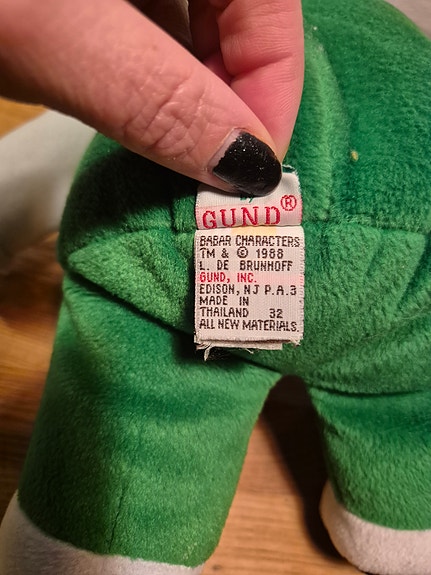 GUND®
BABAR CHARACTERS
TM & © 1988
L. DE BRUNHOFF
GUND, INC.
EDISON, NJ P.A.3
MADE IN
THAILAND 32
ALL NEW MATERIALS.